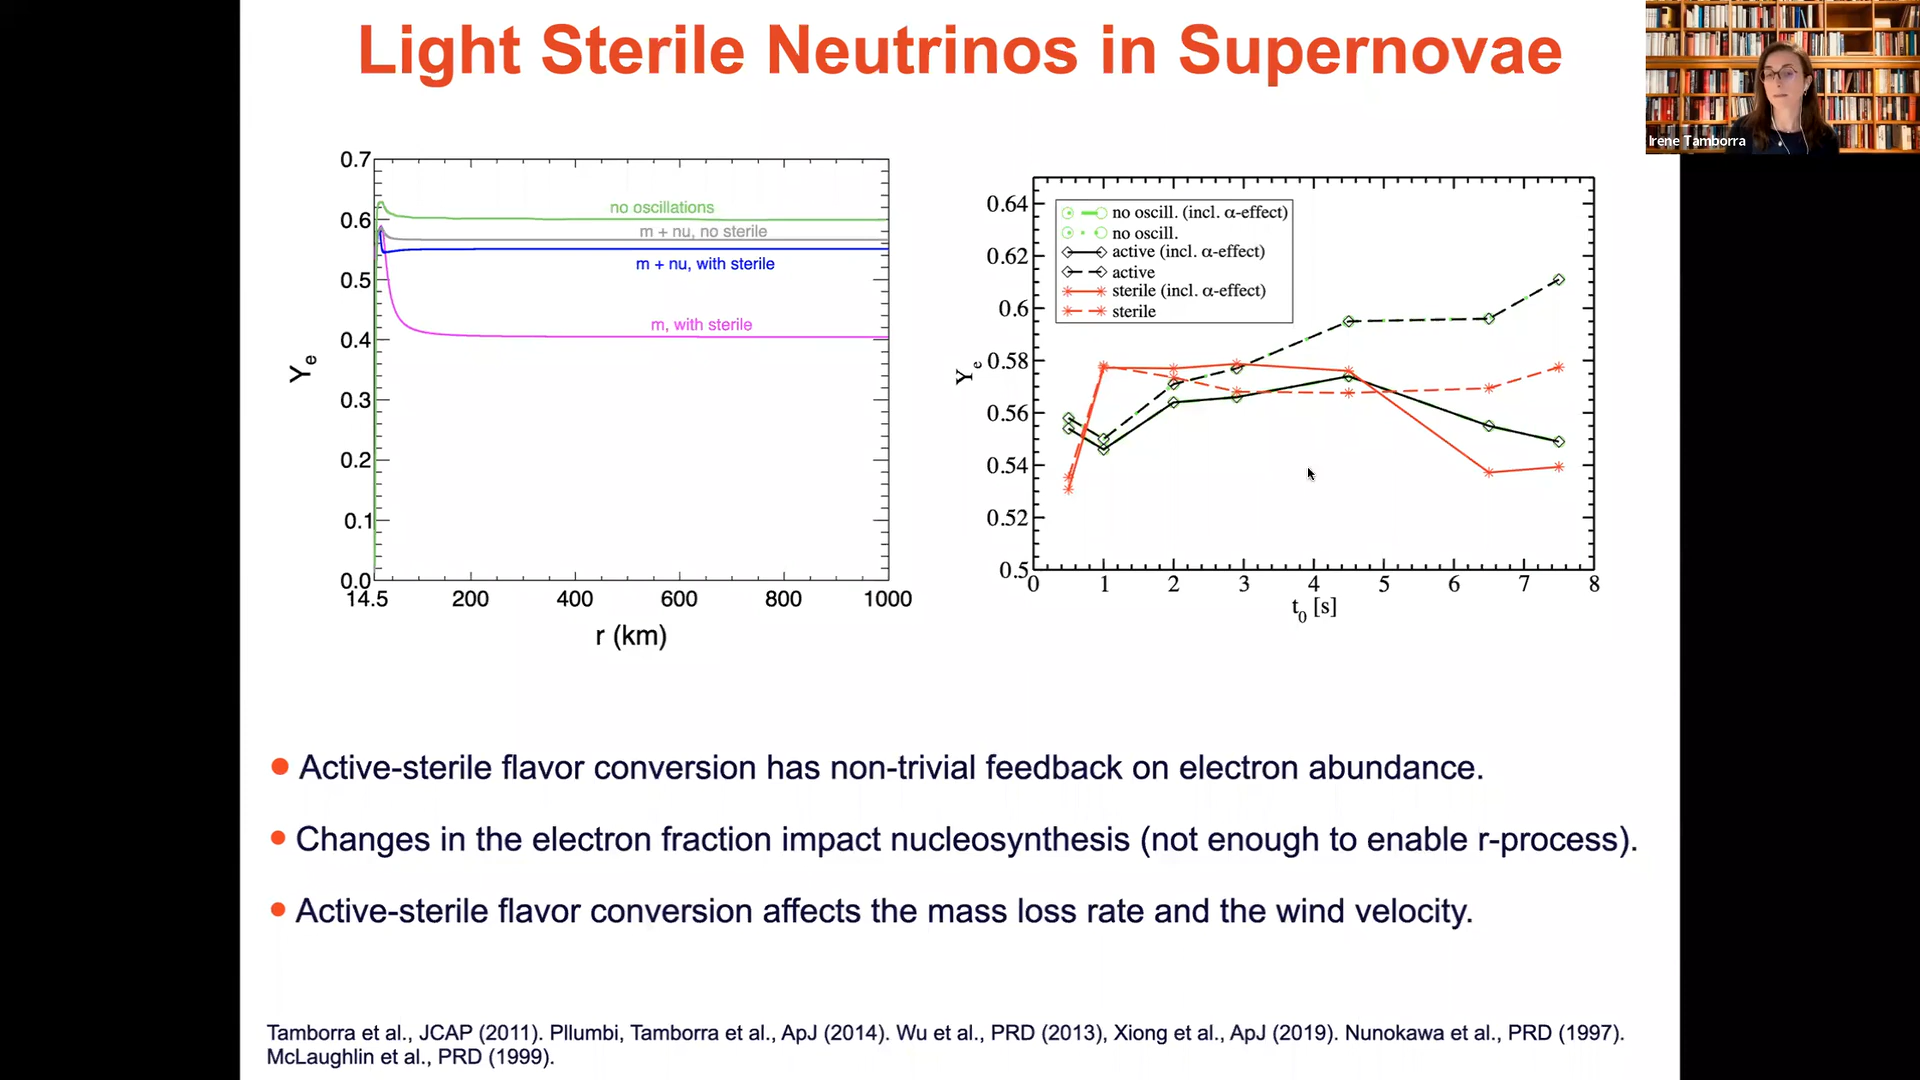 Light Sterile Neutrinos in Supernovae
Irene Tamborra
0.7
0.6
0.5
0.4
0.3
0.2
0.1
0.0
Ye
no oscillations
m + nu, no sterile
m + nu, with sterile
m, with sterile
14.5 200 400 600 800 1000
r (km)
0.64
0.62
0.6
0.58
0.56
0.54
0.52
0.5
Ye
no oscill. (incl. α-effect)
no oscill.
active (incl. α-effect)
active
sterile (incl. α-effect)
sterile
0 1 2 3 4 5 6 7 8
t0 [s]
Active-sterile flavor conversion has non-trivial feedback on electron abundance.
Changes in the electron fraction impact nucleosynthesis (not enough to enable r-process).
Active-sterile flavor conversion affects the mass loss rate and the wind velocity.
Tamborra et al., JCAP (2011). Pllumbi, Tamborra et al., ApJ (2014). Wu et al., PRD (2013), Xiong et al., ApJ (2019). Nunokawa et al., PRD (1997).
McLaughlin et al., PRD (1999).